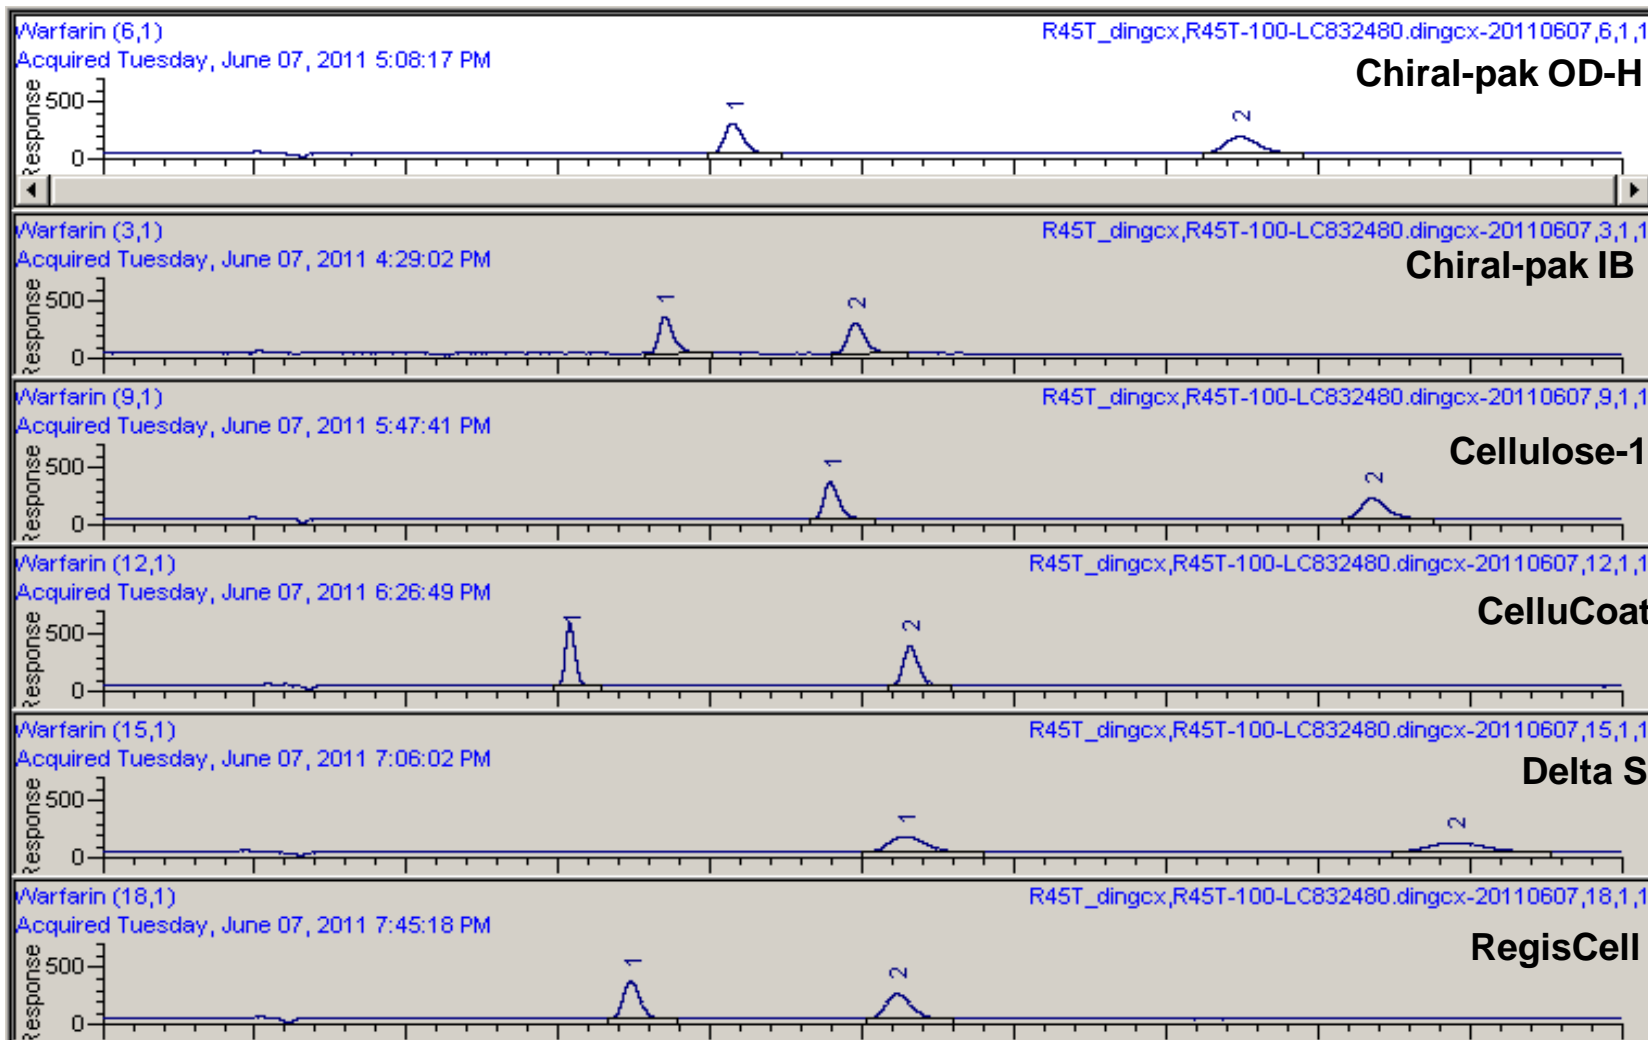 Warfarin (6,1) R45T_dingcx,R45T-100-LC832480.dingcx-20110607,6,1,1
Acquired Tuesday, June 07, 2011 5:08:17 PM
Chiral-pak OD-H
Response
500
0
1
2
Warfarin (3,1) R45T_dingcx,R45T-100-LC832480.dingcx-20110607,3,1,1
Acquired Tuesday, June 07, 2011 4:29:02 PM
Chiral-pak IB
Response
500
0
1
2
Warfarin (9,1) R45T_dingcx,R45T-100-LC832480.dingcx-20110607,9,1,1
Acquired Tuesday, June 07, 2011 5:47:41 PM
Cellulose-1
Response
500
0
1
2
Warfarin (12,1) R45T_dingcx,R45T-100-LC832480.dingcx-20110607,12,1,1
Acquired Tuesday, June 07, 2011 6:26:49 PM
CelluCoat
Response
500
0
1
2
Warfarin (15,1) R45T_dingcx,R45T-100-LC832480.dingcx-20110607,15,1,1
Acquired Tuesday, June 07, 2011 7:06:02 PM
Delta S
Response
500
0
1
2
Warfarin (18,1) R45T_dingcx,R45T-100-LC832480.dingcx-20110607,18,1,1
Acquired Tuesday, June 07, 2011 7:45:18 PM
RegisCell
Response
500
0
1
2